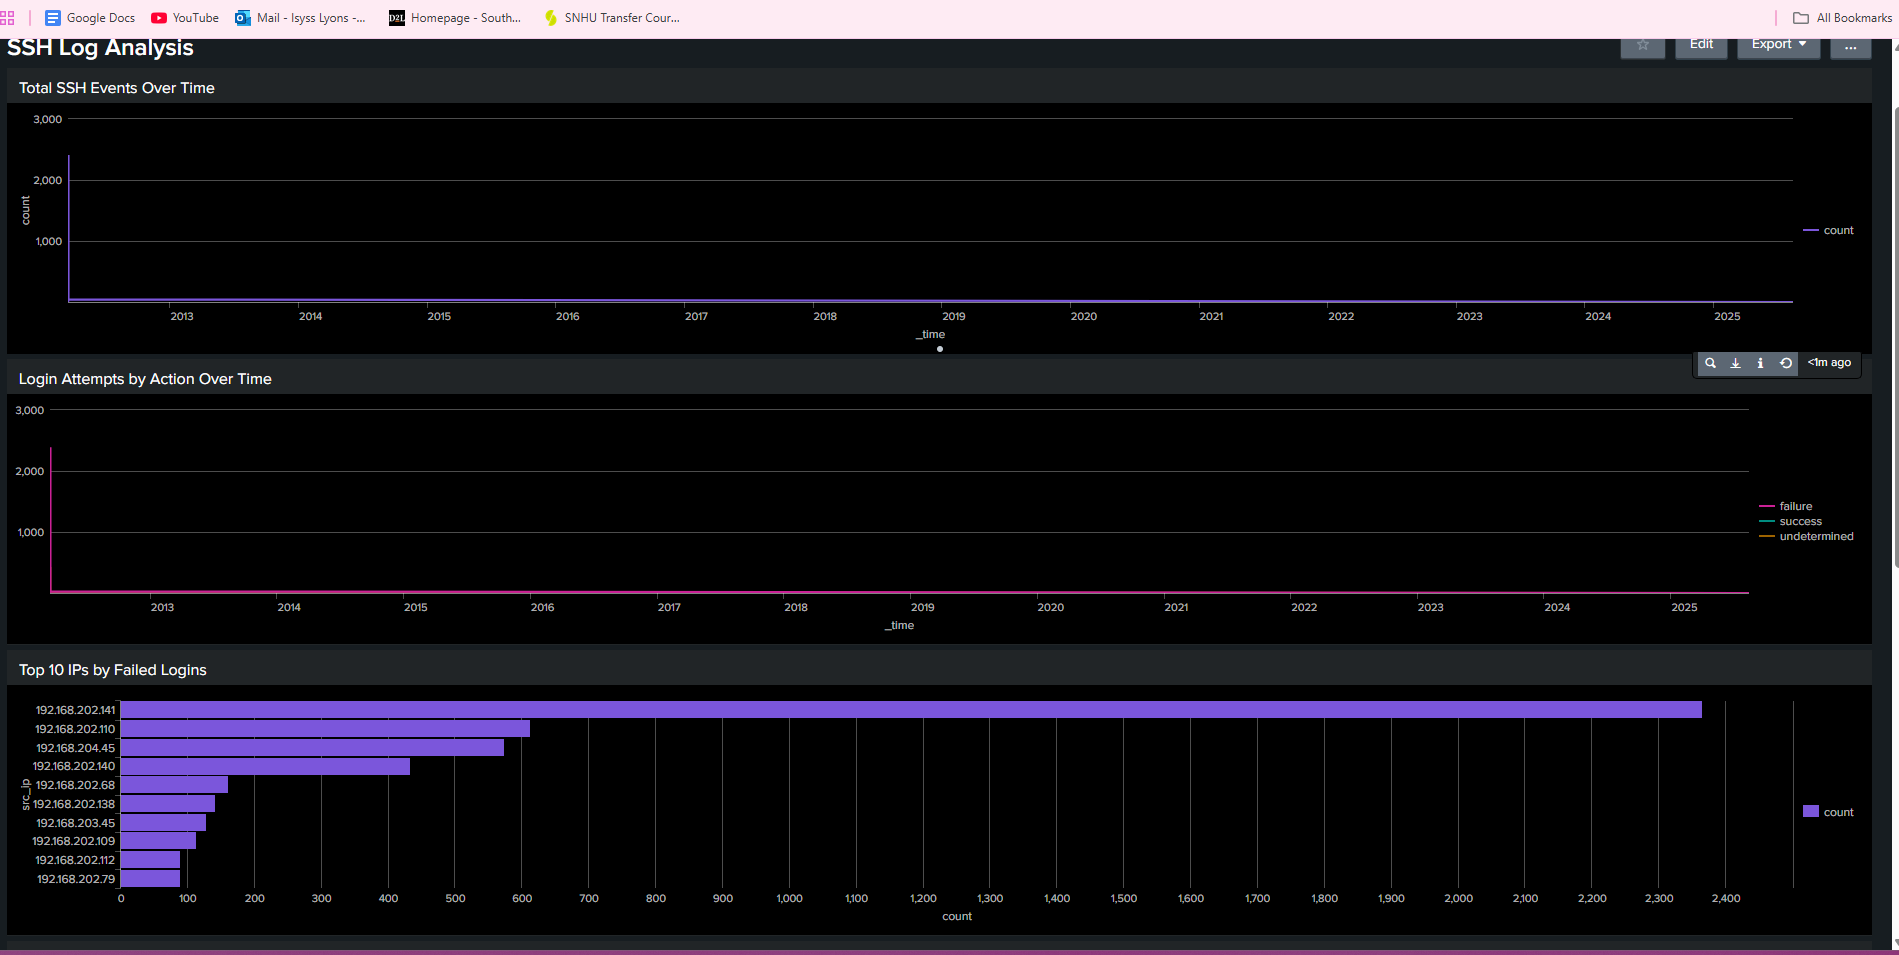 Google Docs YouTube Mail - Isyss Lyons -... D2L Homepage - South... SNHU Transfer Cour... All Bookmarks
SSH Log Analysis
Edit Export ...
Total SSH Events Over Time
3,000
2,000
1,000
count
count
2013 2014 2015 2016 2017 2018 2019 2020 2021 2022 2023 2024 2025
_time
<1m ago
Login Attempts by Action Over Time
3,000
2,000
1,000
failure
success
undetermined
2013 2014 2015 2016 2017 2018 2019 2020 2021 2022 2023 2024 2025
_time
Top 10 IPs by Failed Logins
src_ip
192.168.202.141
192.168.202.110
192.168.204.45
192.168.202.140
192.168.202.68
192.168.202.138
192.168.203.45
192.168.202.109
192.168.202.112
192.168.202.79
count
0 100 200 300 400 500 600 700 800 900 1,000 1,100 1,200 1,300 1,400 1,500 1,600 1,700 1,800 1,900 2,000 2,100 2,200 2,300 2,400
count